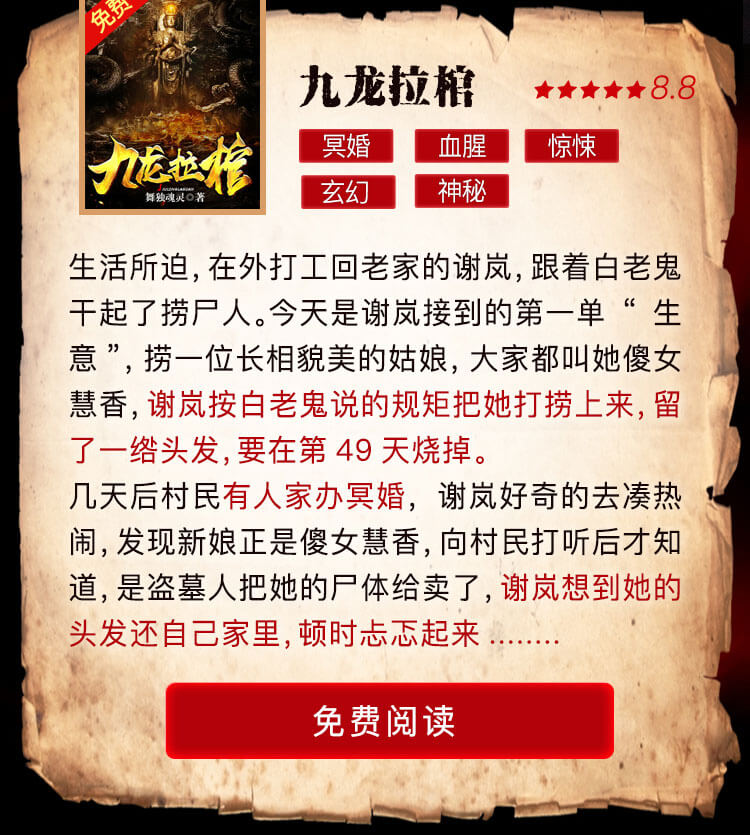 免费
九龙拉棺
8.8
冥婚 血腥 惊悚
玄幻 神秘
九龙拉棺
JIULONGLAGUAN
舞独魂灵◎著
生活所迫,在外打工回老家的谢岚,跟着白老鬼
干起了捞尸人。今天是谢岚接到的第一单“ 生
意”,捞一位长相貌美的姑娘,大家都叫她傻女
慧香,谢岚按白老鬼说的规矩把她打捞上来,留
了一绺头发,要在第 49 天烧掉。
几天后村民有人家办冥婚, 谢岚好奇的去凑热
闹,发现新娘正是傻女慧香,向村民打听后才知
道,是盗墓人把她的尸体给卖了,谢岚想到她的
头发还自己家里,顿时忐忑起来 ........
免费阅读